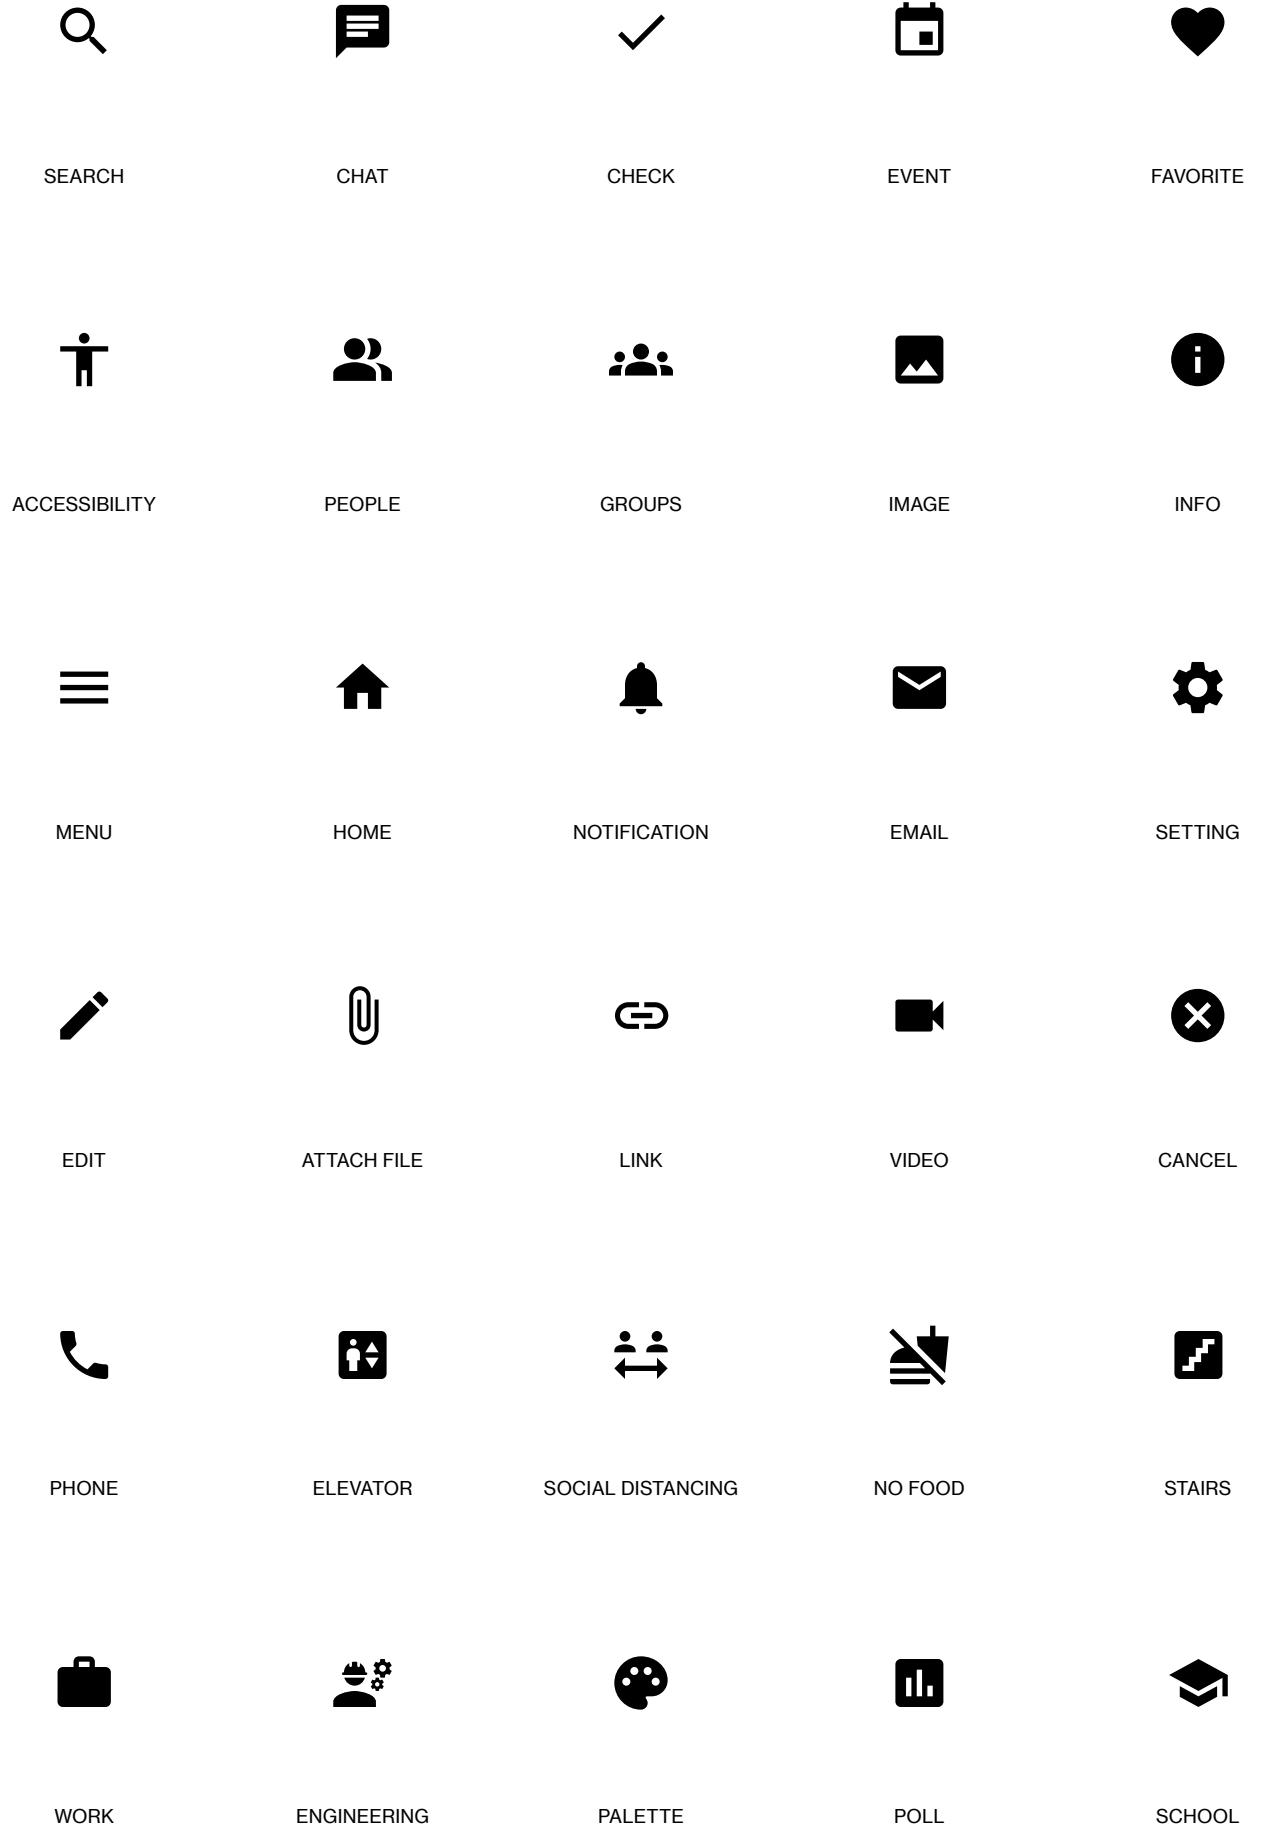 SEARCH
CHAT
CHECK
EVENT
FAVORITE
ACCESSIBILITY
PEOPLE
GROUPS
IMAGE
INFO
MENU
HOME
NOTIFICATION
EMAIL
SETTING
EDIT
ATTACH FILE
LINK
VIDEO
CANCEL
PHONE
ELEVATOR
SOCIAL DISTANCING
NO FOOD
STAIRS
WORK
ENGINEERING
PALETTE
POLL
SCHOOL